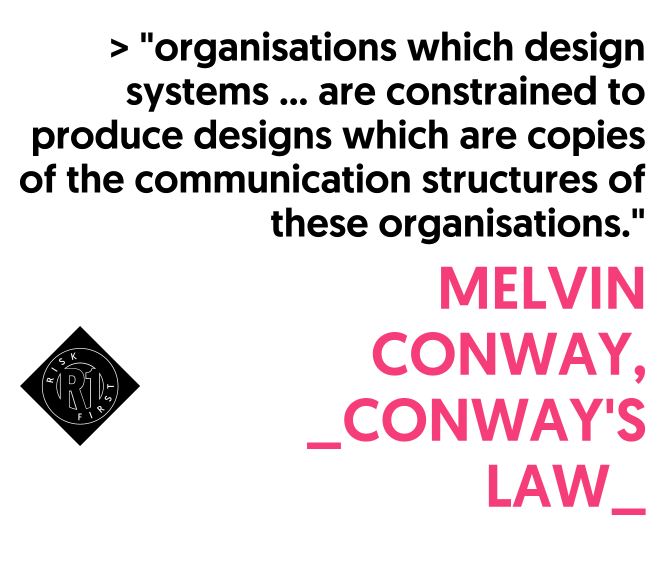 > "organisations which design
systems ... are constrained to
produce designs which are copies
of the communication structures of
these organisations."
MELVIN
CONWAY,
_CONWAY'S
LAW_
RISK
R1
FIRST